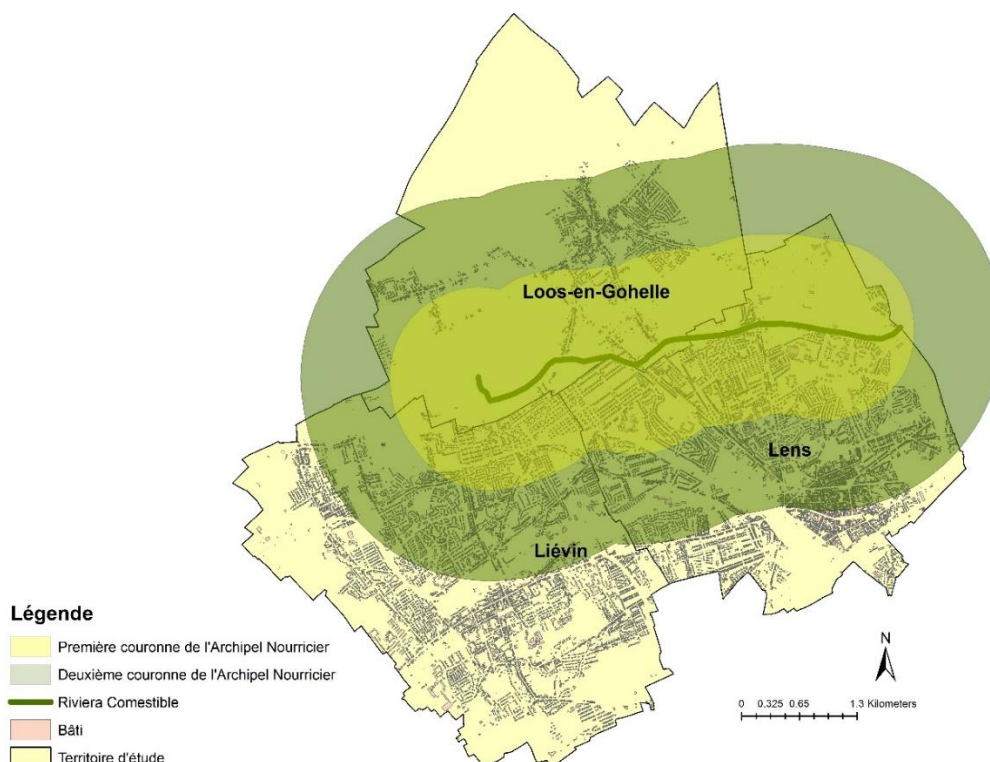 Loos-en-Gohelle
Lens
Liévin
Légende
Première couronne de l'Archipel Nourricier
Deuxième couronne de l'Archipel Nourricier
Riviera Comestible
Bâti
Territoire d'étude
N
0 0.325 0.65 1.3 Kilometers